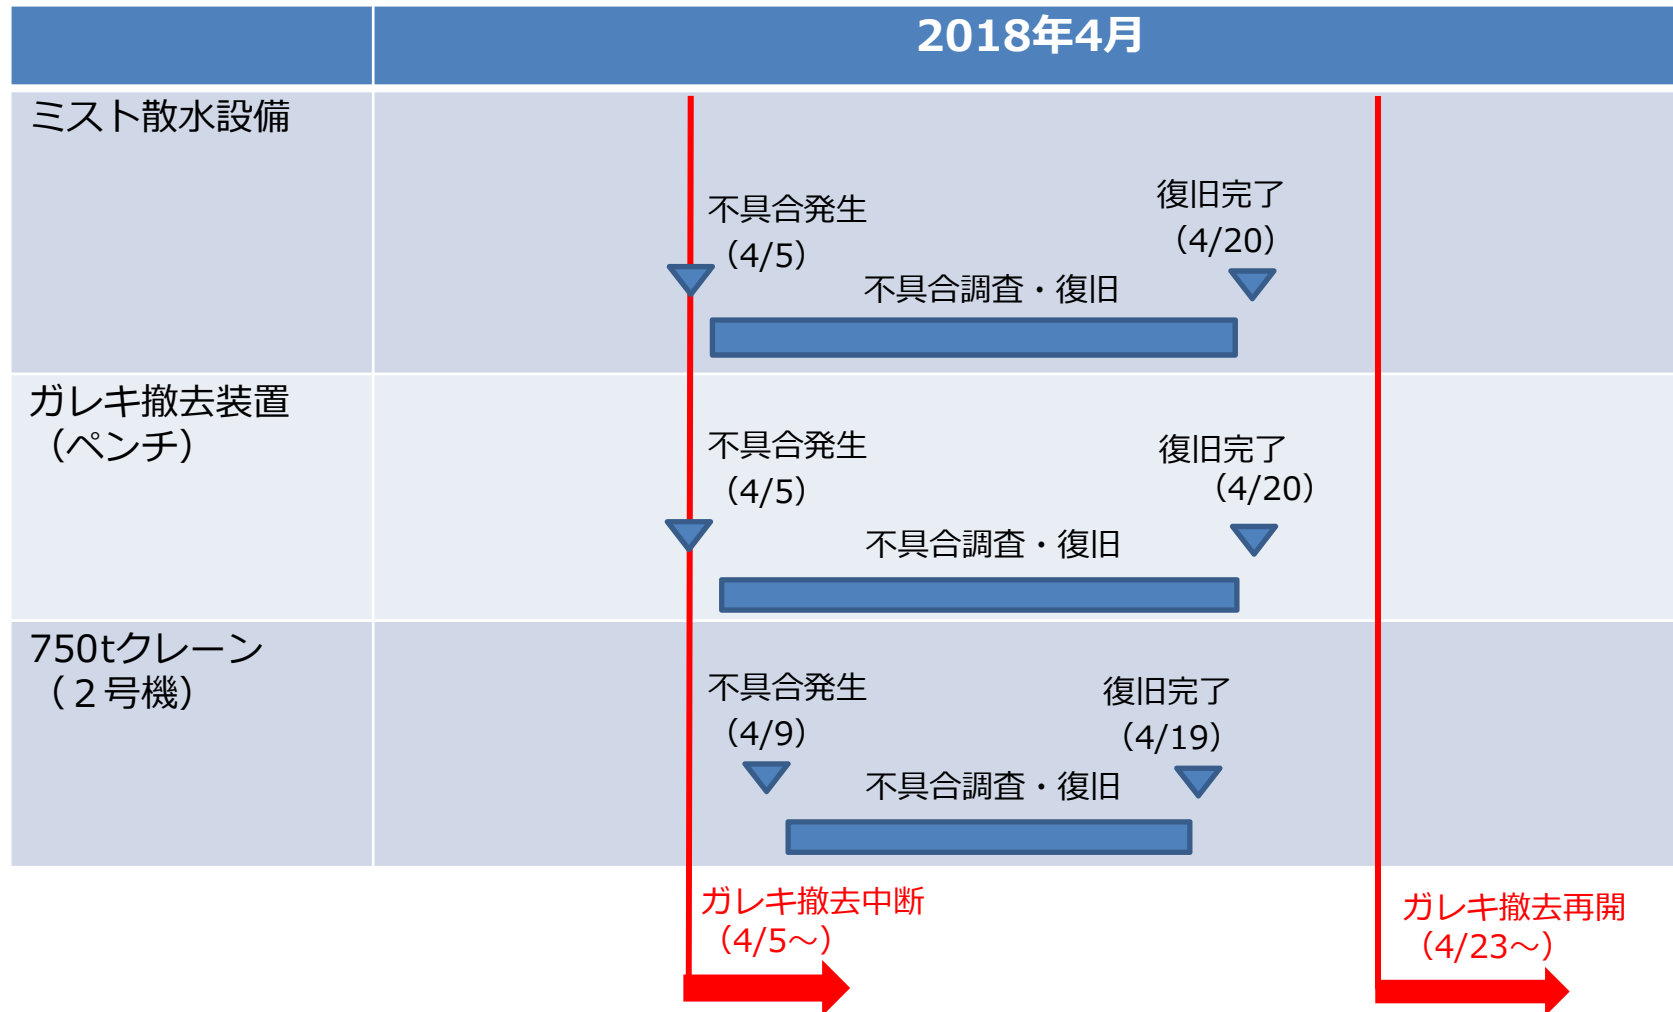 2018年4月
ミスト散水設備
不具合発生
（4/5）
復旧完了
（4/20）
不具合調査・復旧
ガレキ撤去装置
（ペンチ）
不具合発生
（4/5）
復旧完了
（4/20）
不具合調査・復旧
750tクレーン
（２号機）
不具合発生
（4/9）
復旧完了
（4/19）
不具合調査・復旧
ガレキ撤去中断
（4/5～）
ガレキ撤去再開
（4/23～）